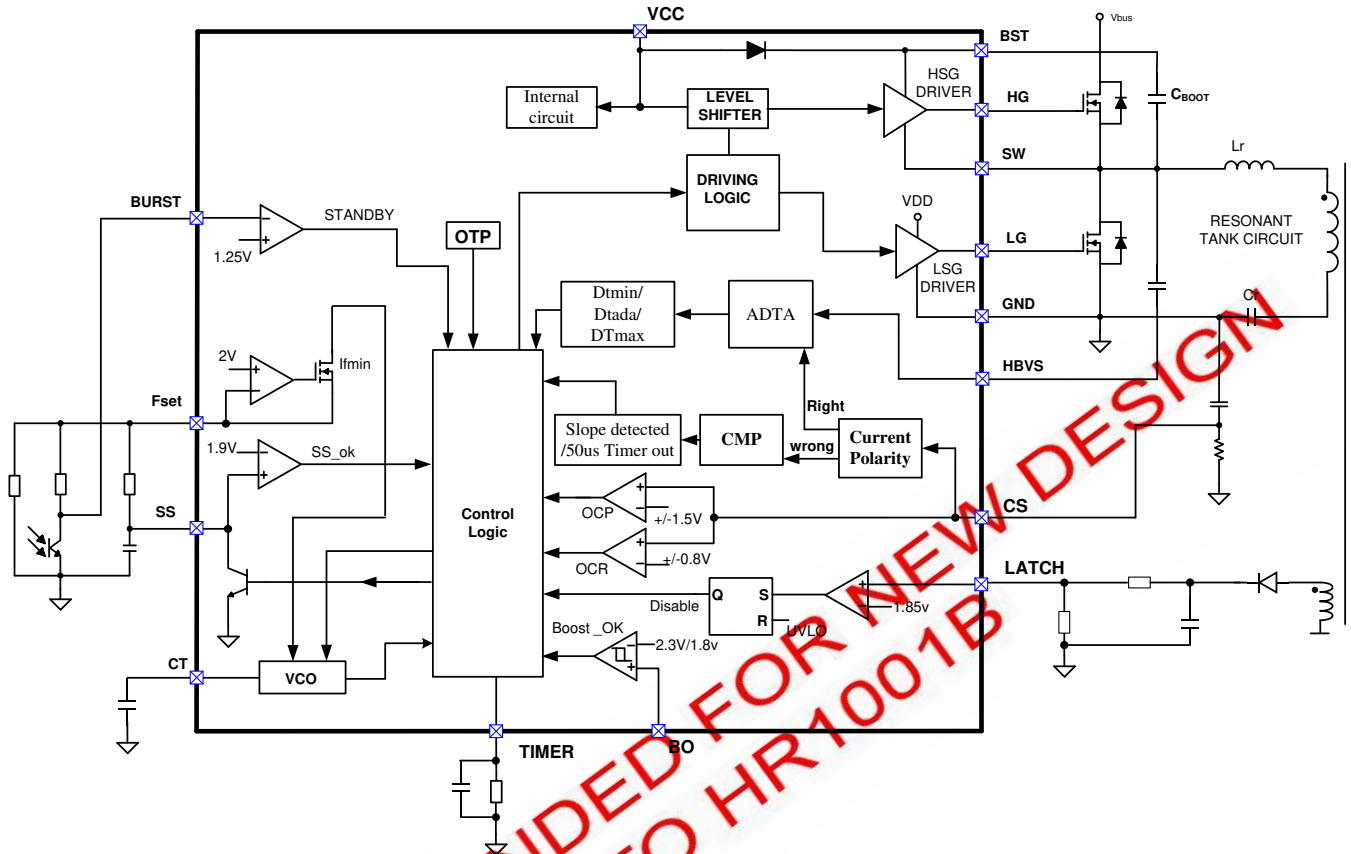 VCC
Vbus
BST
HSG
DRIVER
Internal
circuit
LEVEL
SHIFTER
HG
CBOOT
SW
Lr
DRIVING
LOGIC
BURST
STANDBY
1.25V
OTP
VDD
LG
LSG
DRIVER
RESONANT
TANK CIRCUIT
GND
Cr
Dtmin/
Dtada/
DTmax
ADTA
HBVS
2V
Ifmin
Fset
Right
Slope detected
/50us Timer out
CMP
wrong
Current
Polarity
1.9V
SS_ok
SS
Control
Logic
OCP
+/-1.5V
CS
OCR
+/-0.8V
LATCH
Disable
Q
S
R
1.85v
UVLO
Boost _OK
2.3V/1.8v
CT
VCO
TIMER
BO
NDED FOR NEW DESIGN
TO HR1001B